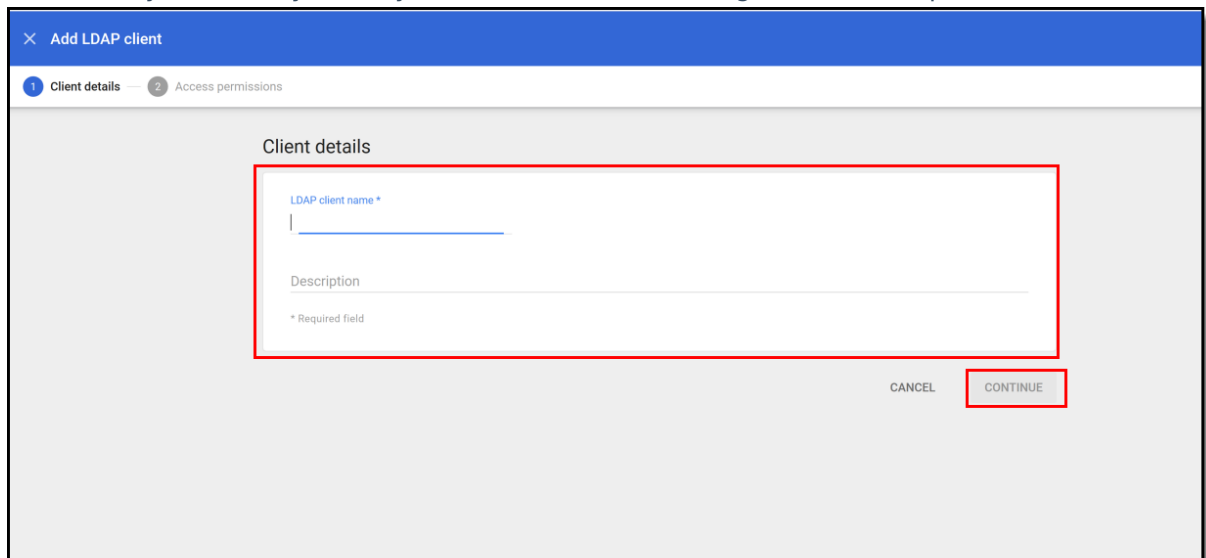 × Add LDAP client
1 Client details — 2 Access permissions
Client details
LDAP client name *
Description
* Required field
CANCEL CONTINUE